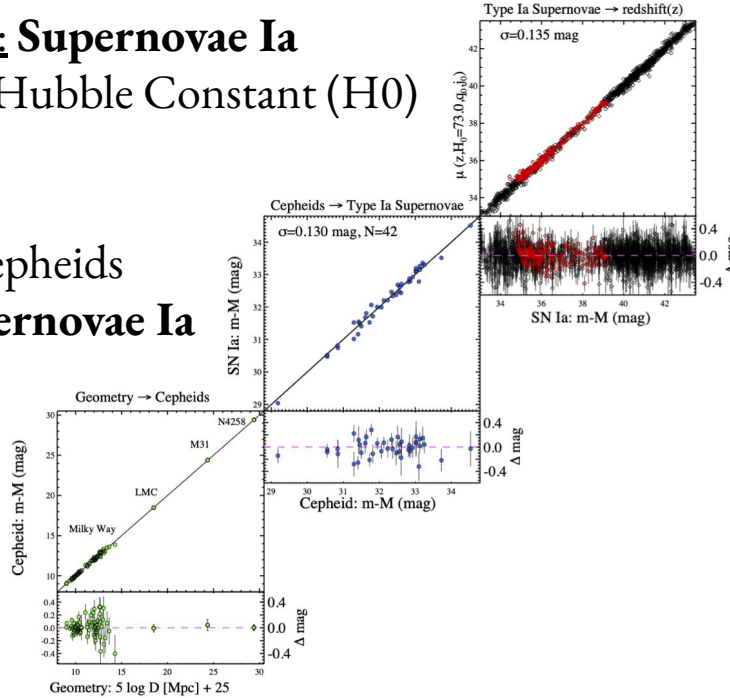 : Supernovae Ia
Hubble Constant (H0)
epheids
ernovae Ia
Type Ia Supernovae → redshift(z)
σ=0.135 mag
42
40
38
36
34
μ (z,H0=73.0,q0,j0)
0.4
0.0
-0.4
Δ mag
34 36 38 40 42
SN Ia: m-M (mag)
Cepheids → Type Ia Supernovae
σ=0.130 mag, N=42
34
33
32
31
30
29
SN Ia: m-M (mag)
0.4
0.0
-0.4
Δ mag
29 30 31 32 33 34
Cepheid: m-M (mag)
Geometry → Cepheids
N4258
M31
LMC
Milky Way
30
25
20
15
10
Cepheid: m-M (mag)
0.4 0.4
0.2
0.0 0.0
-0.2
-0.4 -0.4
Δ mag
10 15 20 25 30
Geometry: 5 log D [Mpc] + 25